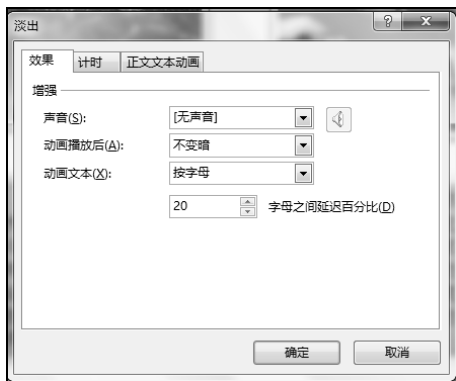 淡出
效果 计时 正文文本动画
增强
声音(S): [无声音]
动画播放后(A): 不变暗
动画文本(X): 按字母
20 字母之间延迟百分比(D)
确定 取消